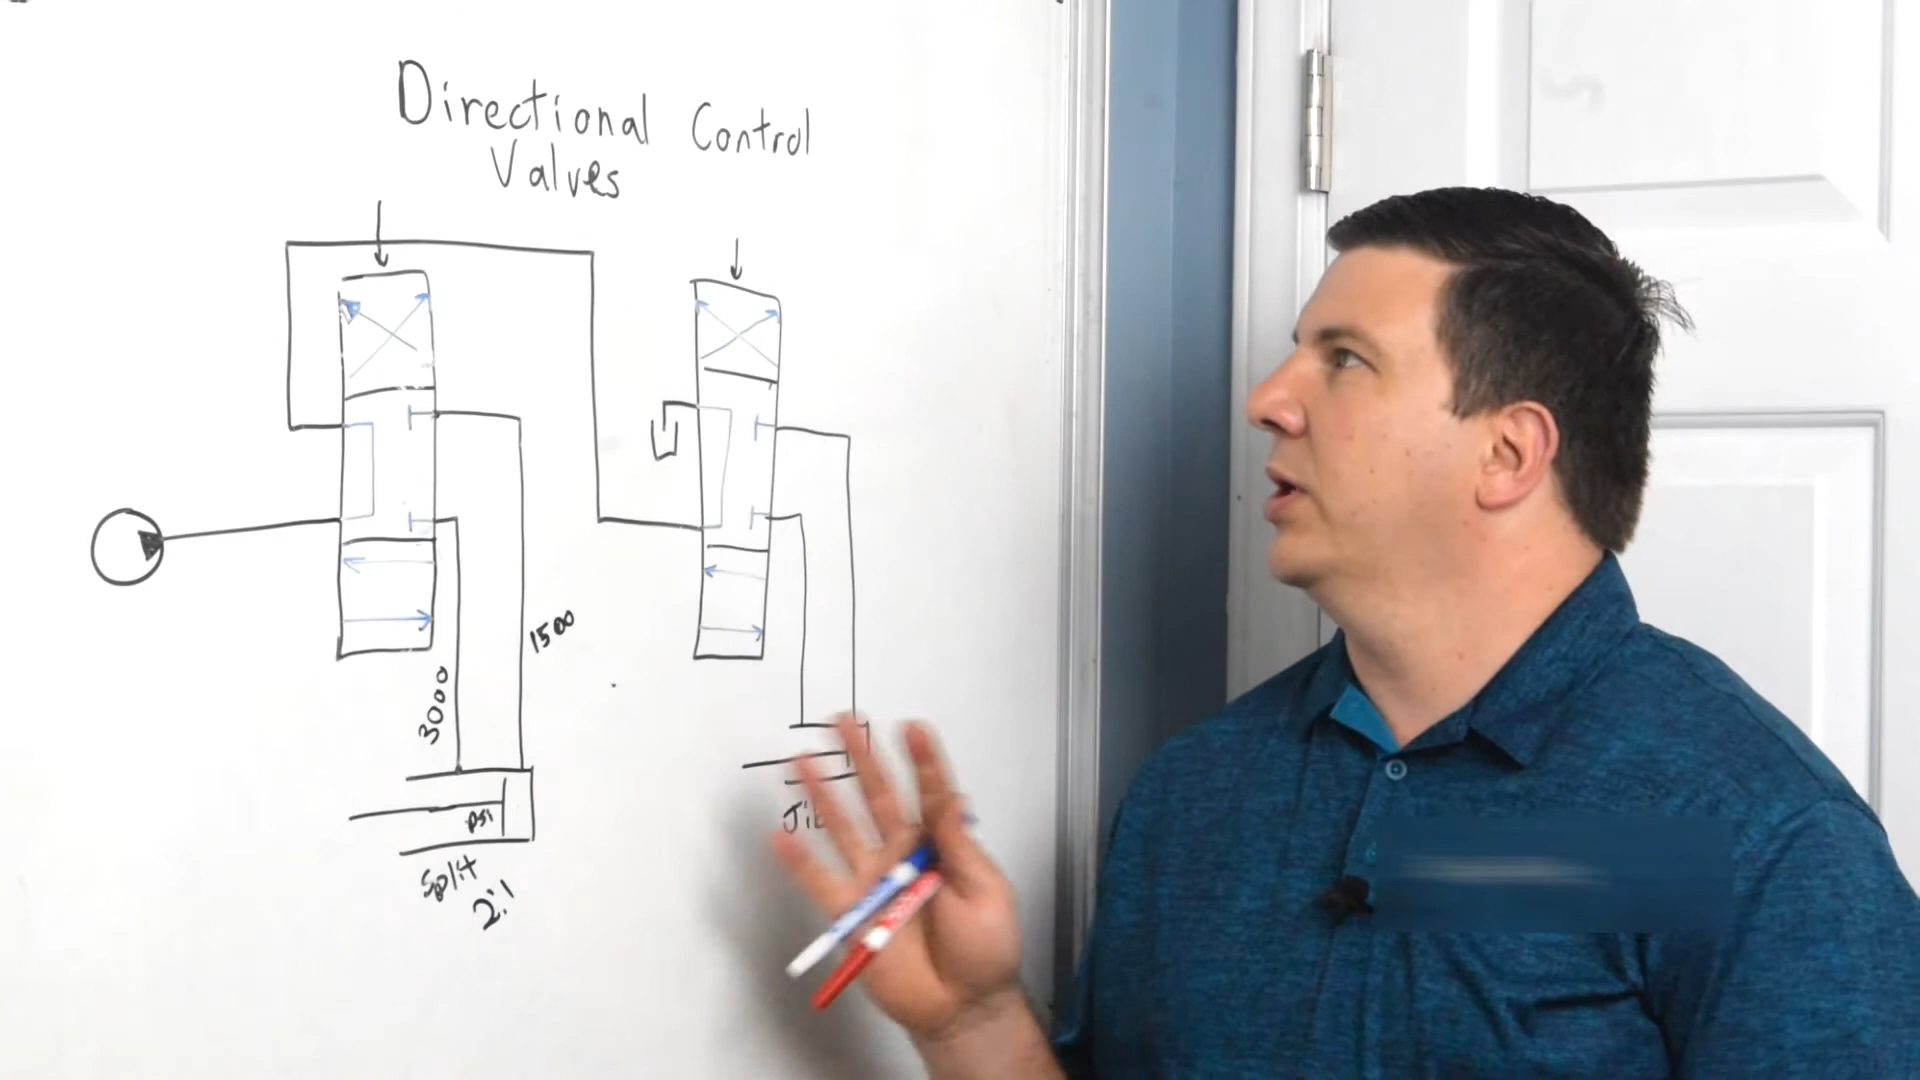 Directional Control
Valves
1500
3000
psi
Split
2:1